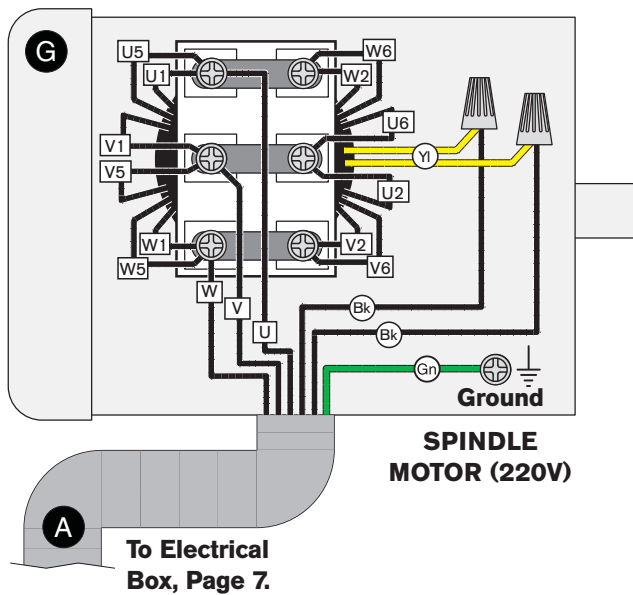 G
U5
W6
U1
W2
U6
V1
Yl
V5
U2
W1
V2
W5
V6
W
V
U
Bk
Bk
Gn
Ground
SPINDLE
MOTOR (220V)
A
To Electrical
Box, Page 7.